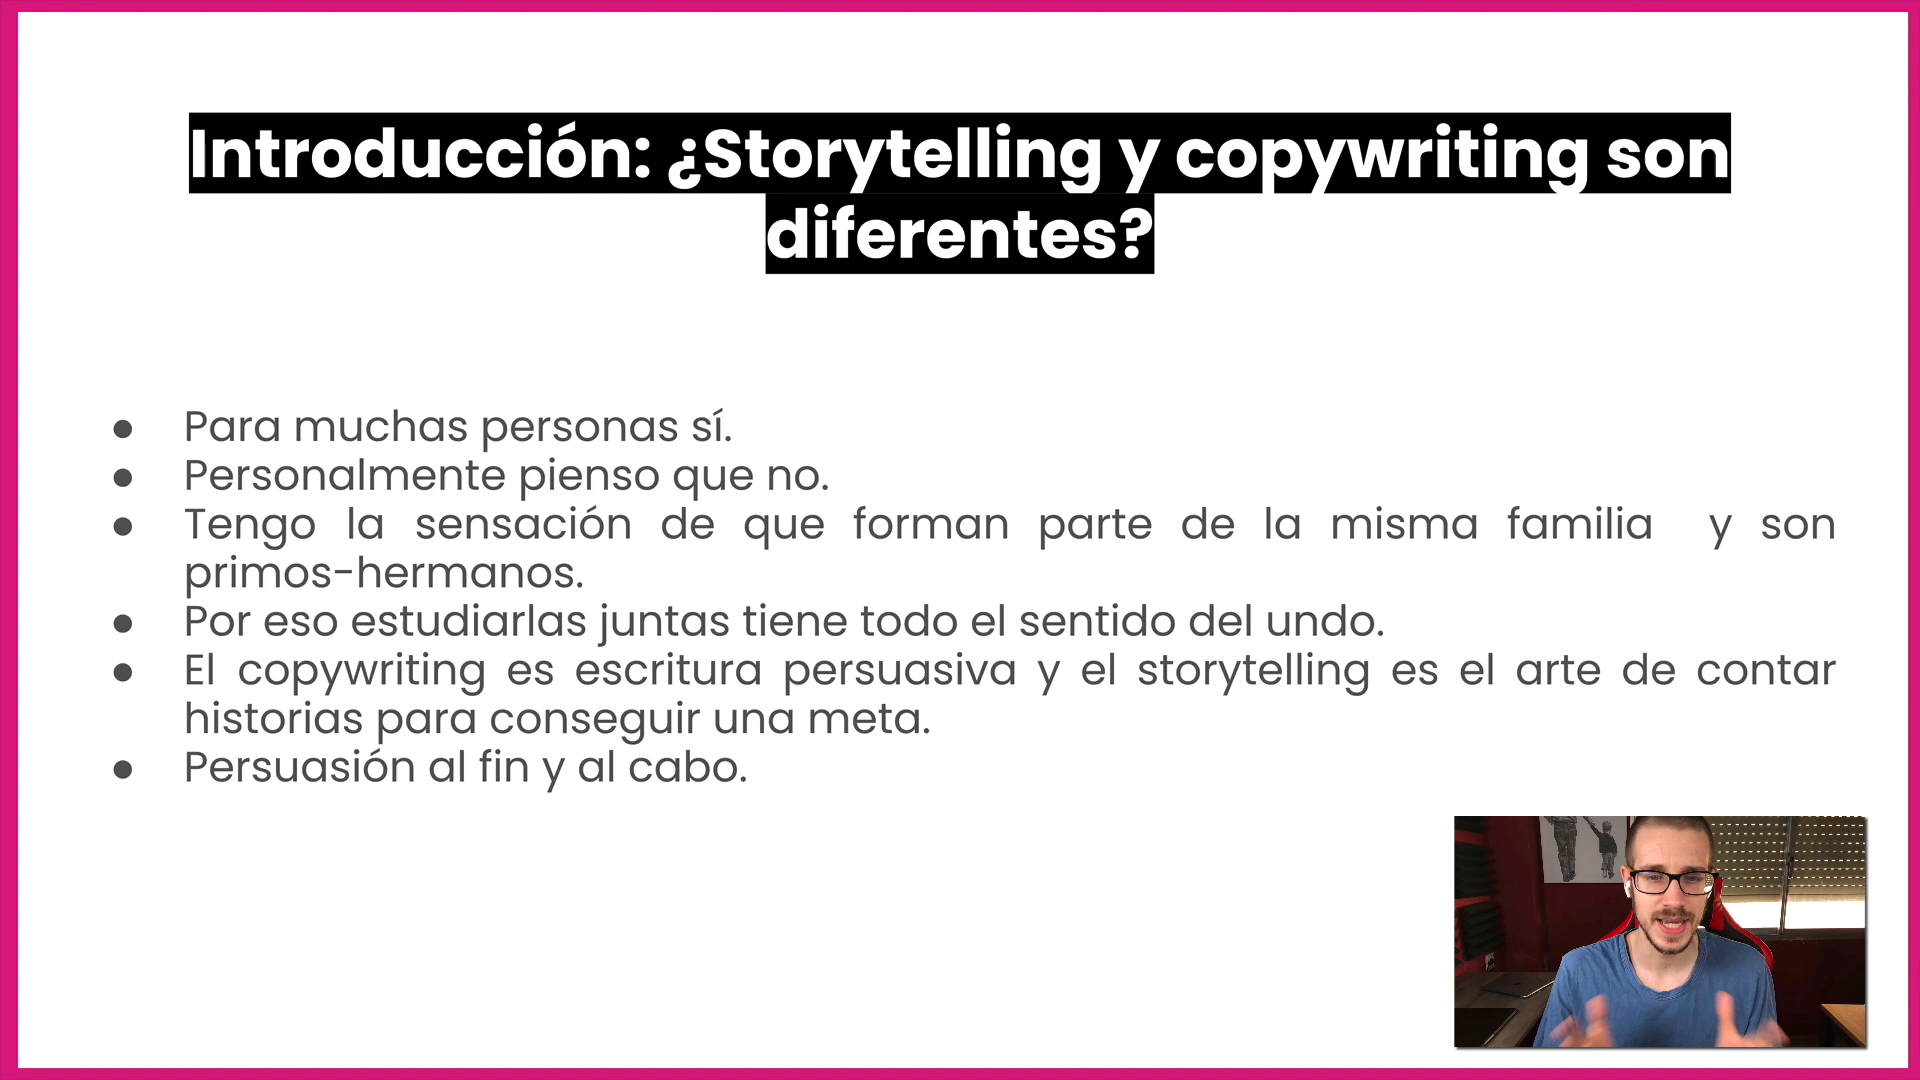 Introducción: ¿Storytelling y copywriting son
diferentes?
● Para muchas personas sí.
● Personalmente pienso que no.
● Tengo la sensación de que forman parte de la misma familia y son
primos-hermanos.
● Por eso estudiarlas juntas tiene todo el sentido del undo.
● El copywriting es escritura persuasiva y el storytelling es el arte de contar
historias para conseguir una meta.
● Persuasión al fin y al cabo.